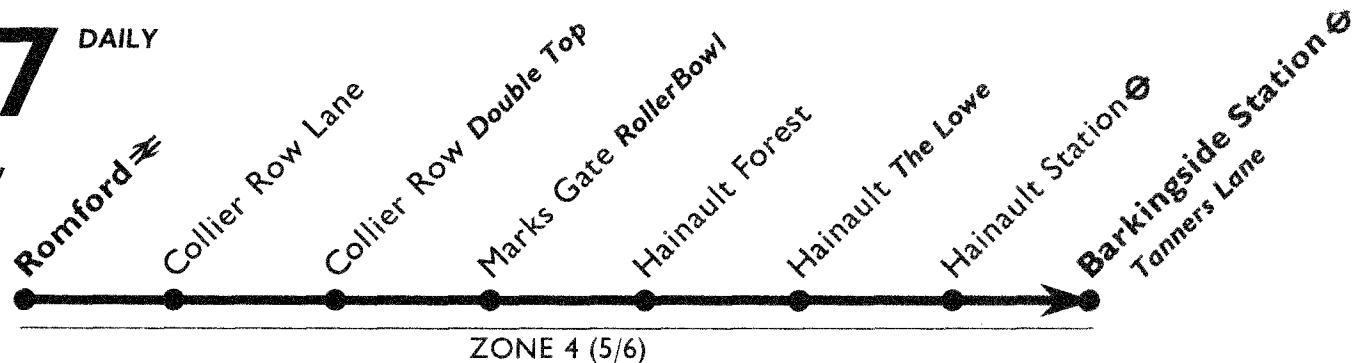 7 DAILY
Romford
Collier Row Lane
Collier Row Double Top
Marks Gate RollerBowl
Hainault Forest
Hainault The Lowe
Hainault Station
Barkingside Station
Tanners Lane
ZONE 4 (5/6)